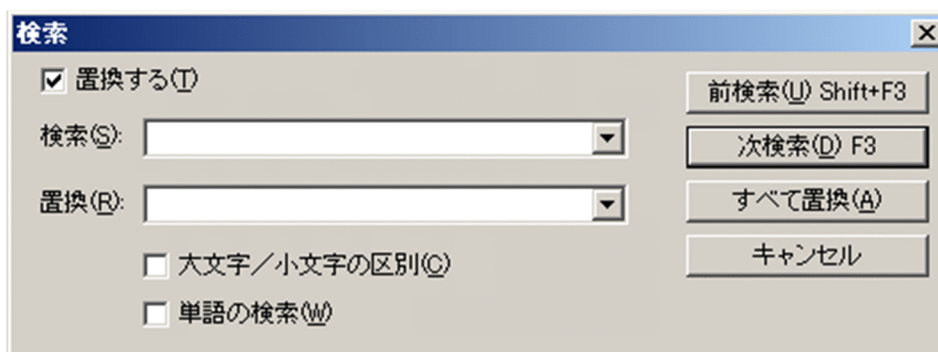 検索
置換する(T)
前検索(U) Shift+F3
検索(S):
次検索(D) F3
置換(R):
すべて置換(A)
キャンセル
大文字／小文字の区別(C)
単語の検索(W)